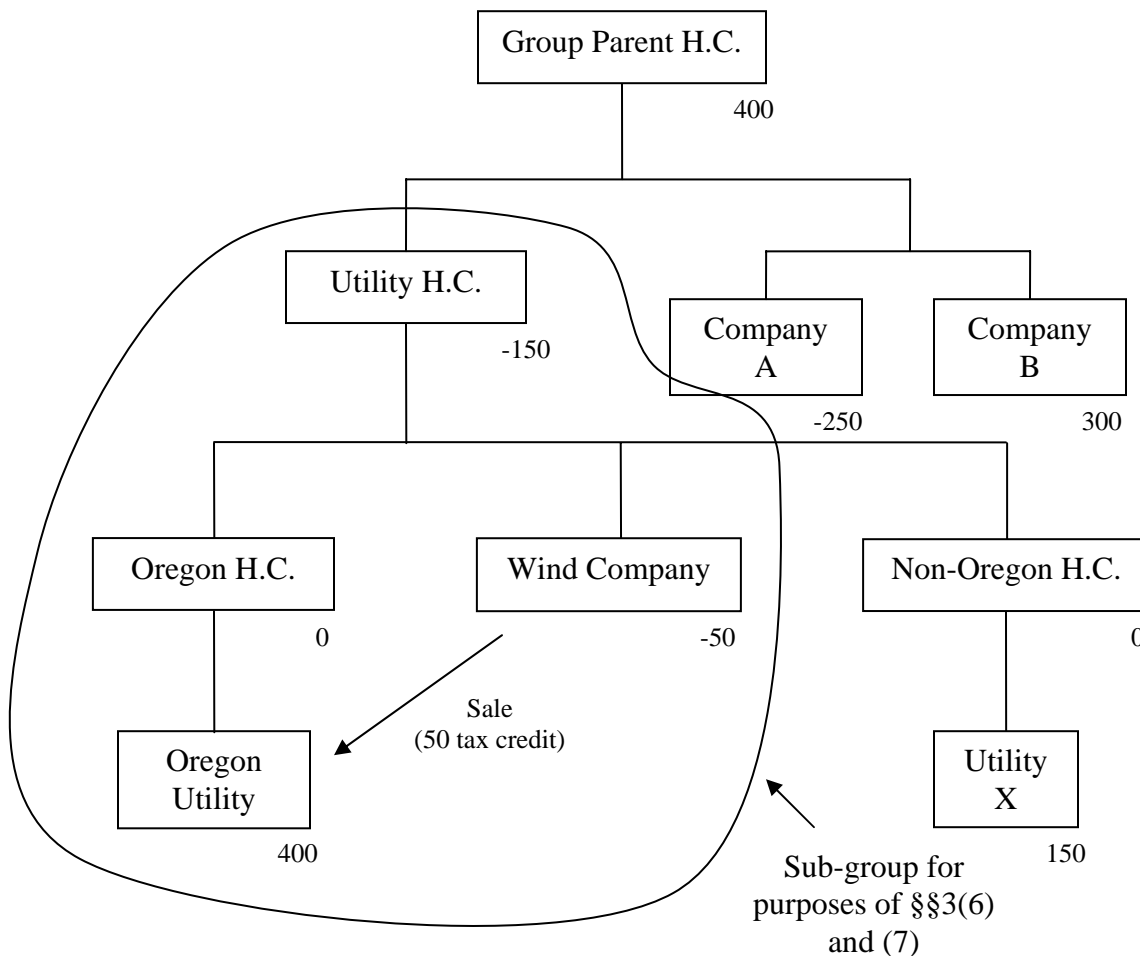 Group Parent H.C.
400
Utility H.C.
-150
Company
A
-250
Company
B
300
Oregon H.C.
0
Wind Company
-50
Non-Oregon H.C.
0
Sale
(50 tax credit)
Oregon
Utility
400
Utility
X
150
Sub-group for
purposes of §§3(6)
and (7)